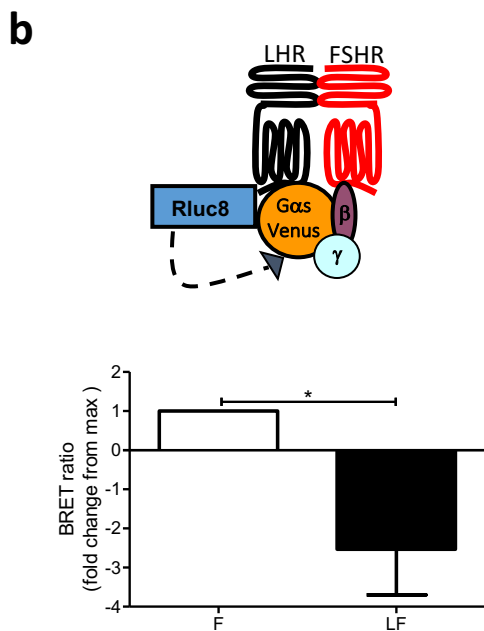 b
LHR FSHR
Rluc8
Gαs
Venus
β
γ
BRET ratio
(fold change from max )
2
1
0
-1
-2
-3
-4
*
F LF